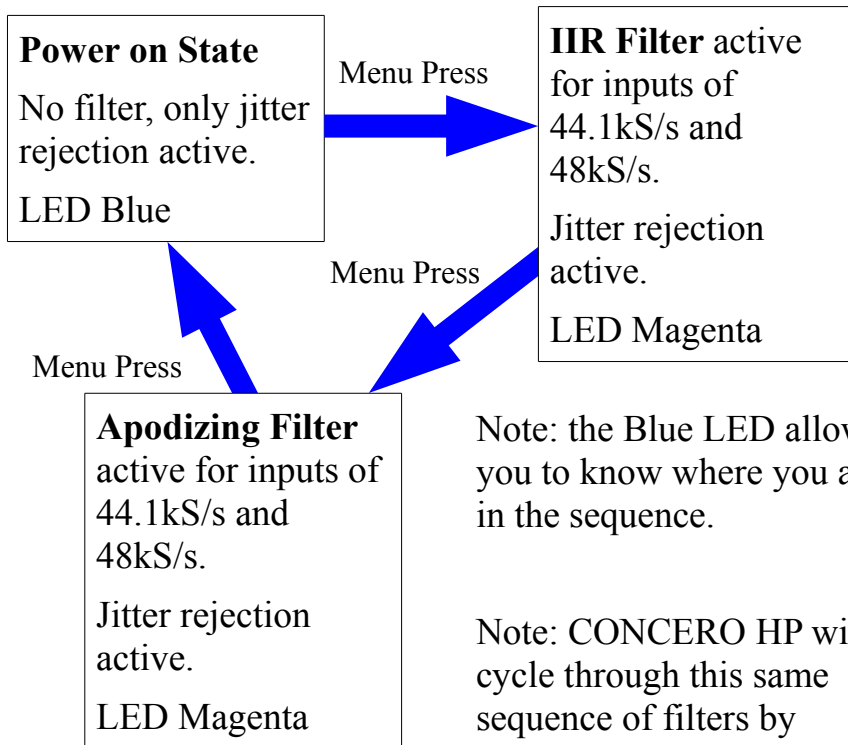 Power on State
No filter, only jitter
rejection active.
LED Blue
Menu Press
IIR Filter active
for inputs of
44.1kS/s and
48kS/s.
Jitter rejection
active.
LED Magenta
Menu Press
Menu Press
Apodizing Filter
active for inputs of
44.1kS/s and
48kS/s.
Jitter rejection
active.
LED Magenta
Note: the Blue LED
you to know where you
in the sequence.
Note: CONCERO HP
cycle through this same
sequence of filters by